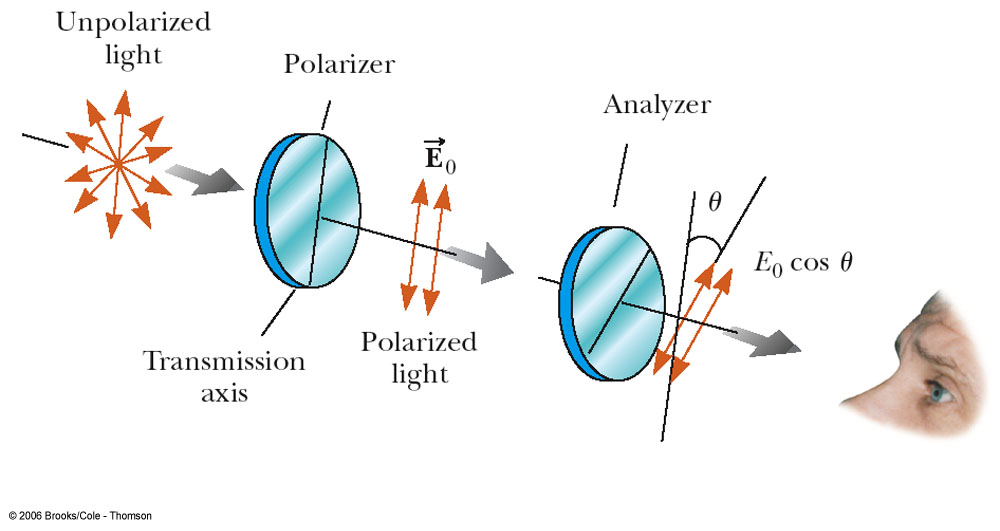 Unpolarized
light
Polarizer
Analyzer
E⃗₀
θ
E₀ cos θ
Transmission
axis
Polarized
light
© 2006 Brooks/Cole - Thomson